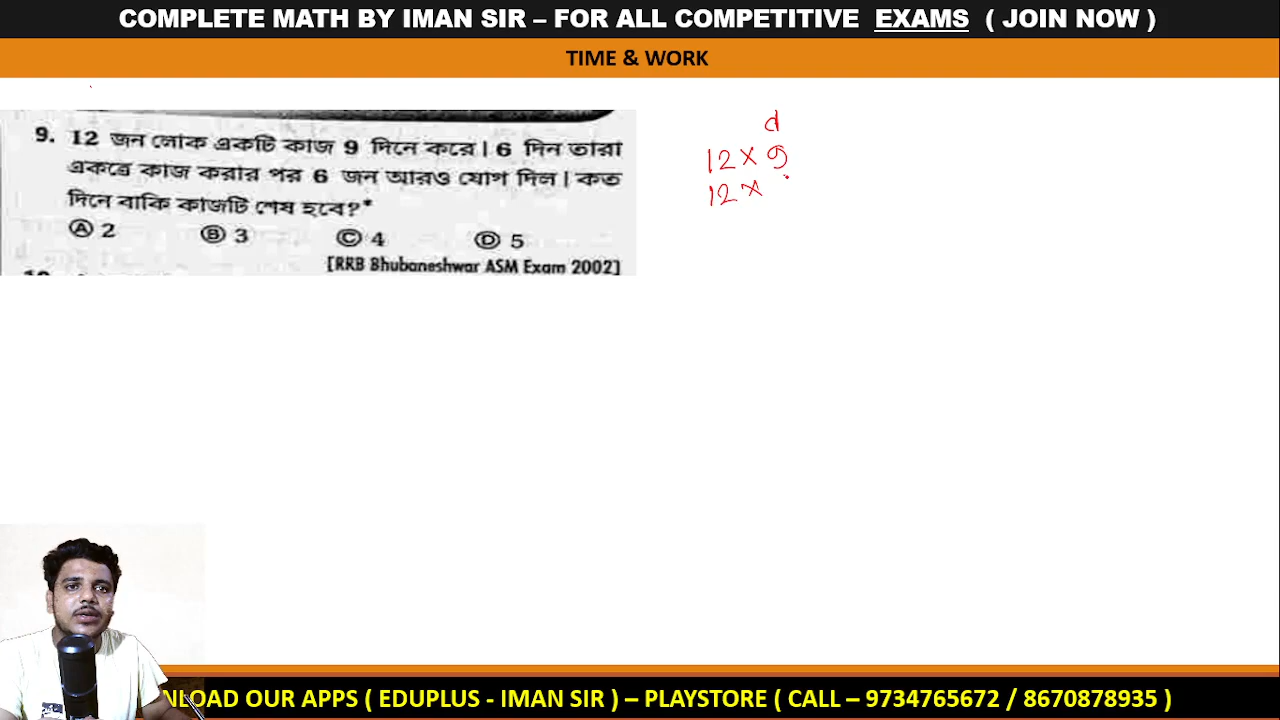 COMPLETE MATH BY IMAN SIR – FOR ALL COMPETITIVE EXAMS ( JOIN NOW )
TIME & WORK
9. 12 জন লোক একটি কাজ 9 দিনে করে। 6 দিন তারা
একত্রে কাজ করার পর 6 জন আরও যোগ দিল। কত
দিনে বাকি কাজটি শেষ হবে?*
Ⓐ 2 Ⓑ 3 Ⓒ 4 Ⓓ 5
[RRB Bhubaneshwar ASM Exam 2002]
d
12 × 9
12 ×
NLOAD OUR APPS ( EDUPLUS - IMAN SIR ) – PLAYSTORE ( CALL – 9734765672 / 8670878935 )